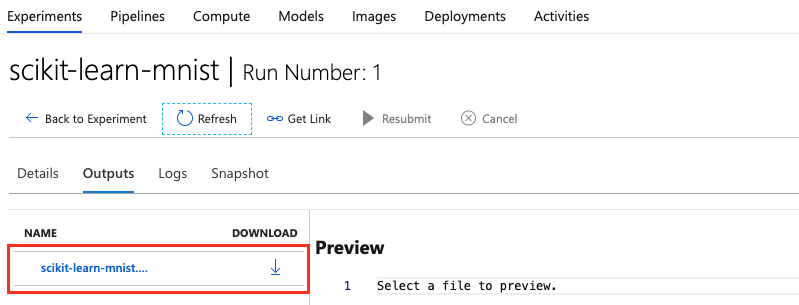 Experiments Pipelines Compute Models Images Deployments Activities
scikit-learn-mnist | Run Number: 1
Back to Experiment Refresh Get Link Resubmit Cancel
Details Outputs Logs Snapshot
NAME DOWNLOAD
scikit-learn-mnist....
Preview
1 Select a file to preview.